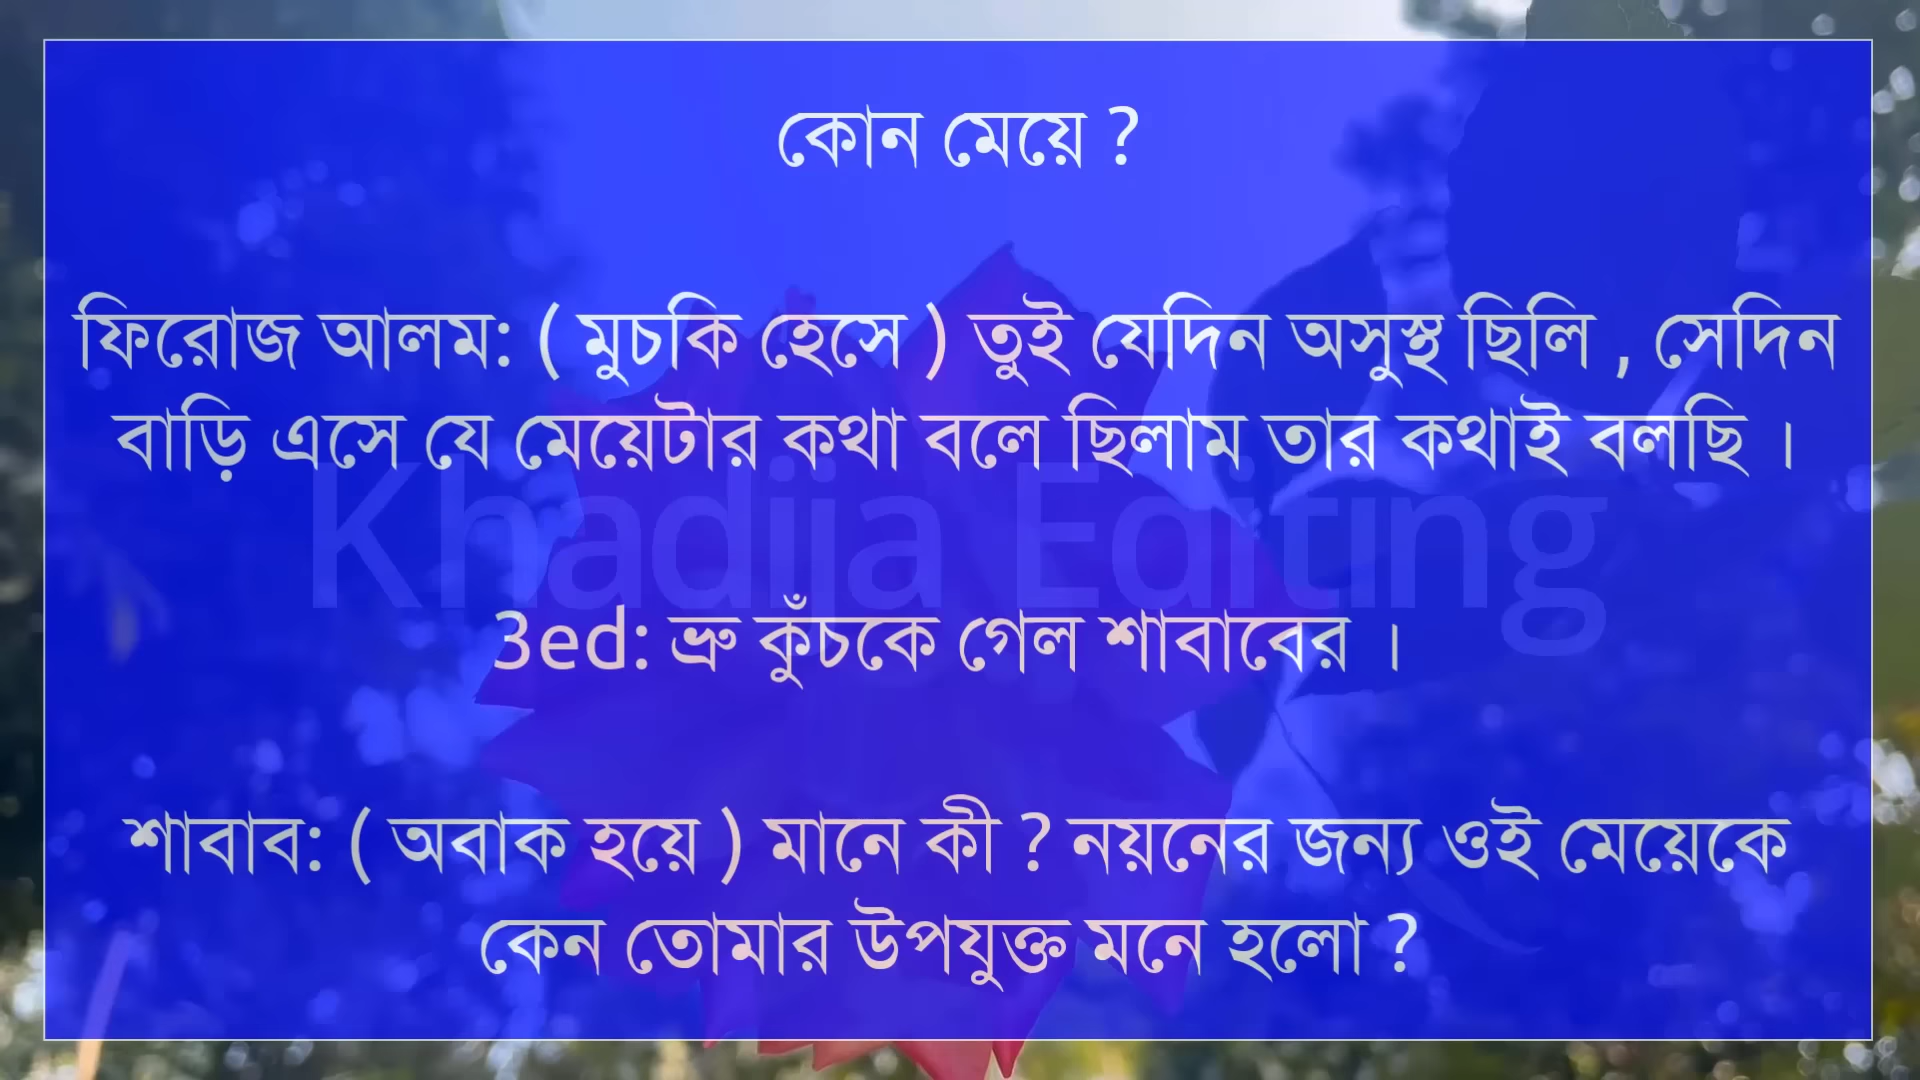 কোন মেয়ে ?
ফিরোজ আলম: ( মুচকি হেসে ) তুই যেদিন অসুস্থ ছিলি , সেদিন
বাড়ি এসে যে মেয়েটার কথা বলে ছিলাম তার কথাই বলছি ।
Khadija Editing
3ed: ভ্রু কুঁচকে গেল শাবাবের ।
শাবাব: ( অবাক হয়ে ) মানে কী ? নয়নের জন্য ওই মেয়েকে
কেন তোমার উপযুক্ত মনে হলো ?